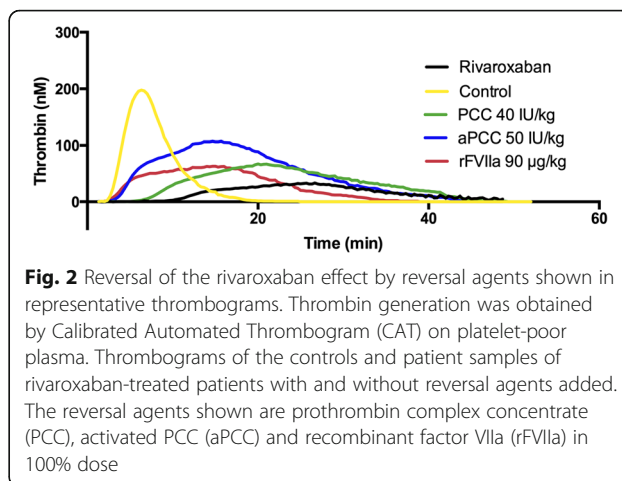 300
200
100
0
Thrombin (nM)
20
40
60
Time (min)
Rivaroxaban
Control
PCC 40 IU/kg
aPCC 50 IU/kg
rFVIIa 90 µg/kg
Fig. 2 Reversal of the rivaroxaban effect by reversal agents shown in
representative thrombograms. Thrombin generation was obtained
by Calibrated Automated Thrombogram (CAT) on platelet-poor
plasma. Thrombograms of the controls and patient samples of
rivaroxaban-treated patients with and without reversal agents added.
The reversal agents shown are prothrombin complex concentrate
(PCC), activated PCC (aPCC) and recombinant factor VIIa (rFVIIa) in
100% dose